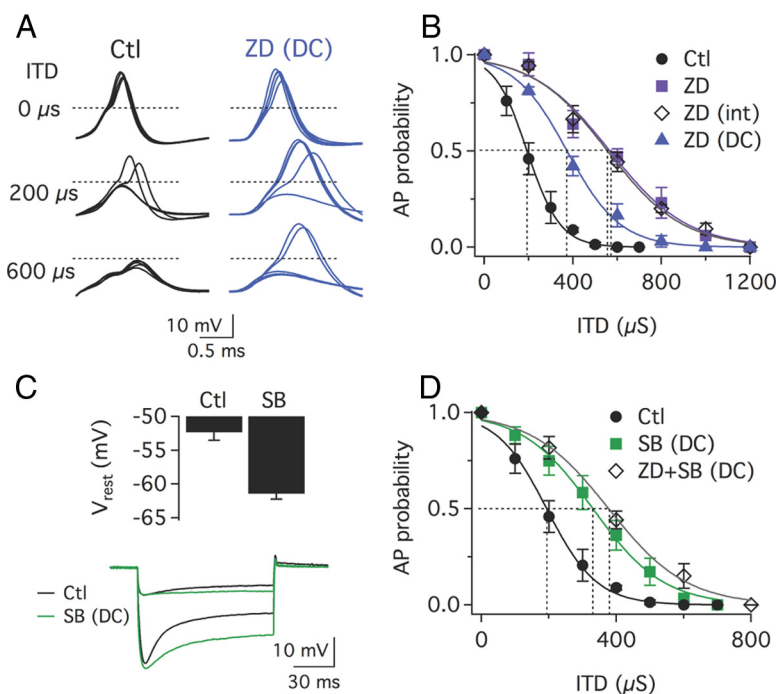 A
Ctl
ZD (DC)
ITD
0 µs
200 µs
600 µs
10 mV
0.5 ms
B
AP probability
1.0
0.5
0.0
Ctl
ZD
ZD (int)
ZD (DC)
0
400
800
1200
ITD (µS)
C
Ctl
SB
Vrest (mV)
-50
-55
-60
-65
Ctl
SB (DC)
10 mV
30 ms
D
AP probability
1.0
0.5
0.0
Ctl
SB (DC)
ZD+SB (DC)
0
400
800
ITD (µS)